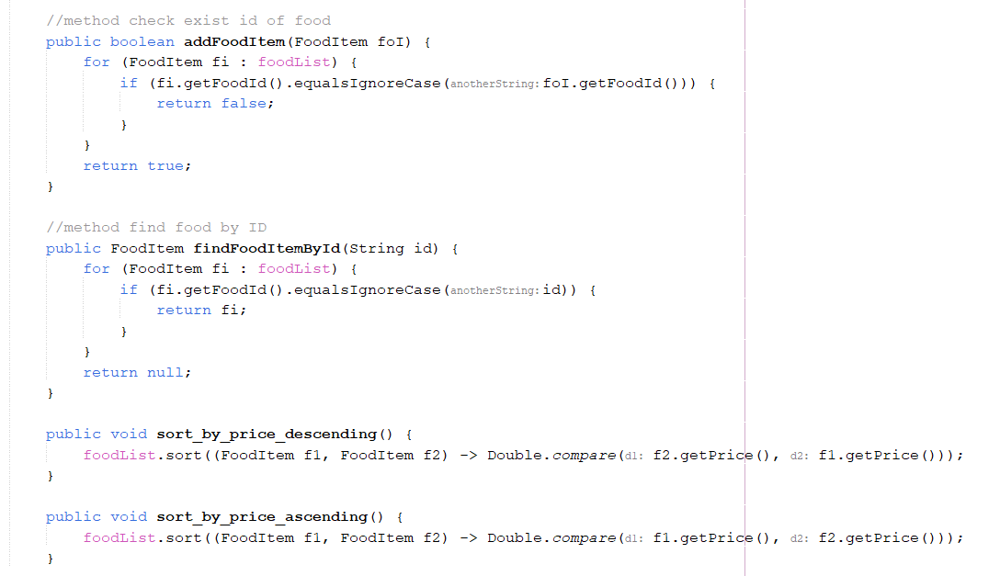 //method check exist id of food
public boolean addFoodItem(FoodItem foI) {
    for (FoodItem fi : foodList) {
        if (fi.getFoodId().equalsIgnoreCase(anotherString: foI.getFoodId())) {
            return false;
        }
    }
    return true;
}

//method find food by ID
public FoodItem findFoodItemById(String id) {
    for (FoodItem fi : foodList) {
        if (fi.getFoodId().equalsIgnoreCase(anotherString: id)) {
            return fi;
        }
    }
    return null;
}

public void sort_by_price_descending() {
    foodList.sort((FoodItem f1, FoodItem f2) -> Double.compare(d1: f2.getPrice(), d2: f1.getPrice()));
}

public void sort_by_price_ascending() {
    foodList.sort((FoodItem f1, FoodItem f2) -> Double.compare(d1: f1.getPrice(), d2: f2.getPrice()));
}